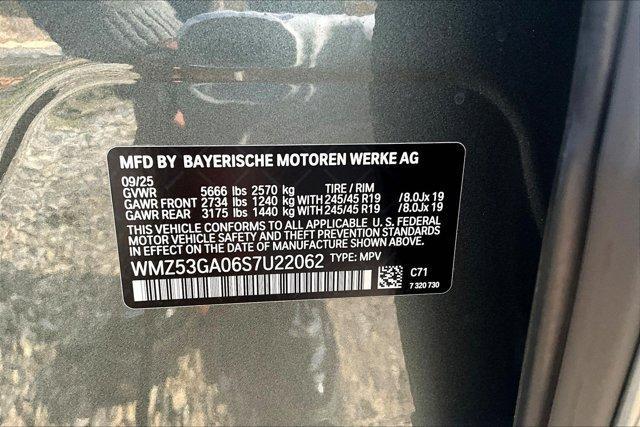 MFD BY BAYERISCHE MOTOREN WERKE AG
09/25
GVWR 5666 lbs 2570 kg TIRE / RIM
GAWR FRONT 2734 lbs 1240 kg WITH 245/45 R19 /8.0Jx 19
GAWR REAR 3175 lbs 1440 kg WITH 245/45 R19 /8.0Jx 19
THIS VEHICLE CONFORMS TO ALL APPLICABLE U.S. FEDERAL
MOTOR VEHICLE SAFETY AND THEFT PREVENTION STANDARDS
IN EFFECT ON THE DATE OF MANUFACTURE SHOWN ABOVE.
WMZ53GA06S7U22062 TYPE: MPV
C71
7 320 730